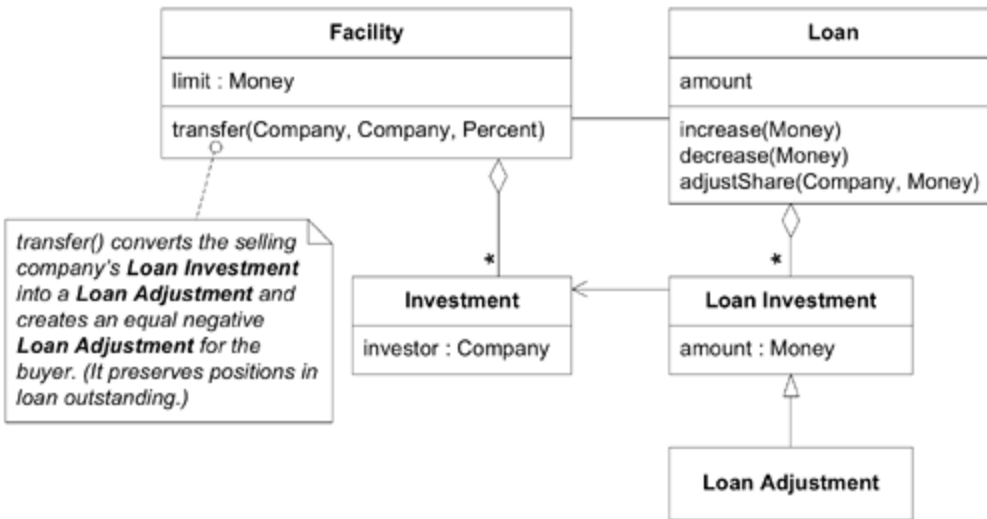 Facility
limit : Money
transfer(Company, Company, Percent)
Loan
amount
increase(Money)
decrease(Money)
adjustShare(Company, Money)
transfer() converts the selling
company's Loan Investment
into a Loan Adjustment and
creates an equal negative
Loan Adjustment for the
buyer. (It preserves positions in
loan outstanding.)
*
Investment
investor : Company
*
Loan Investment
amount : Money
Loan Adjustment